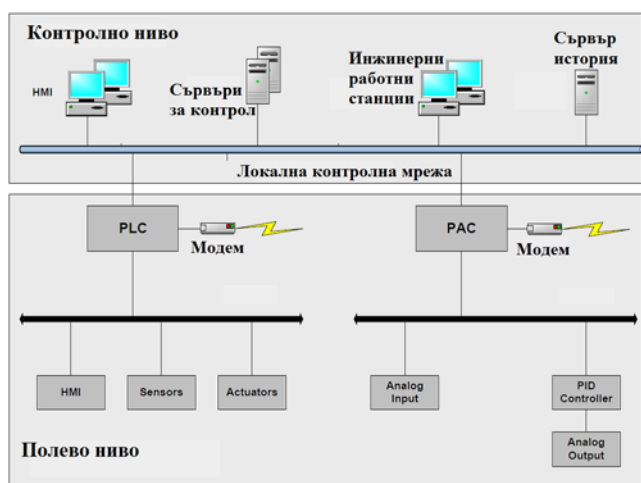 Контролно ниво
HMI
Сървъри
за контрол
Инжинерни
работни
станции
Сървър
история
Локална контролна мрежа
PLC
Модем
PAC
Модем
HMI
Sensors
Actuators
Analog
Input
PID
Controller
Analog
Output
Полево ниво